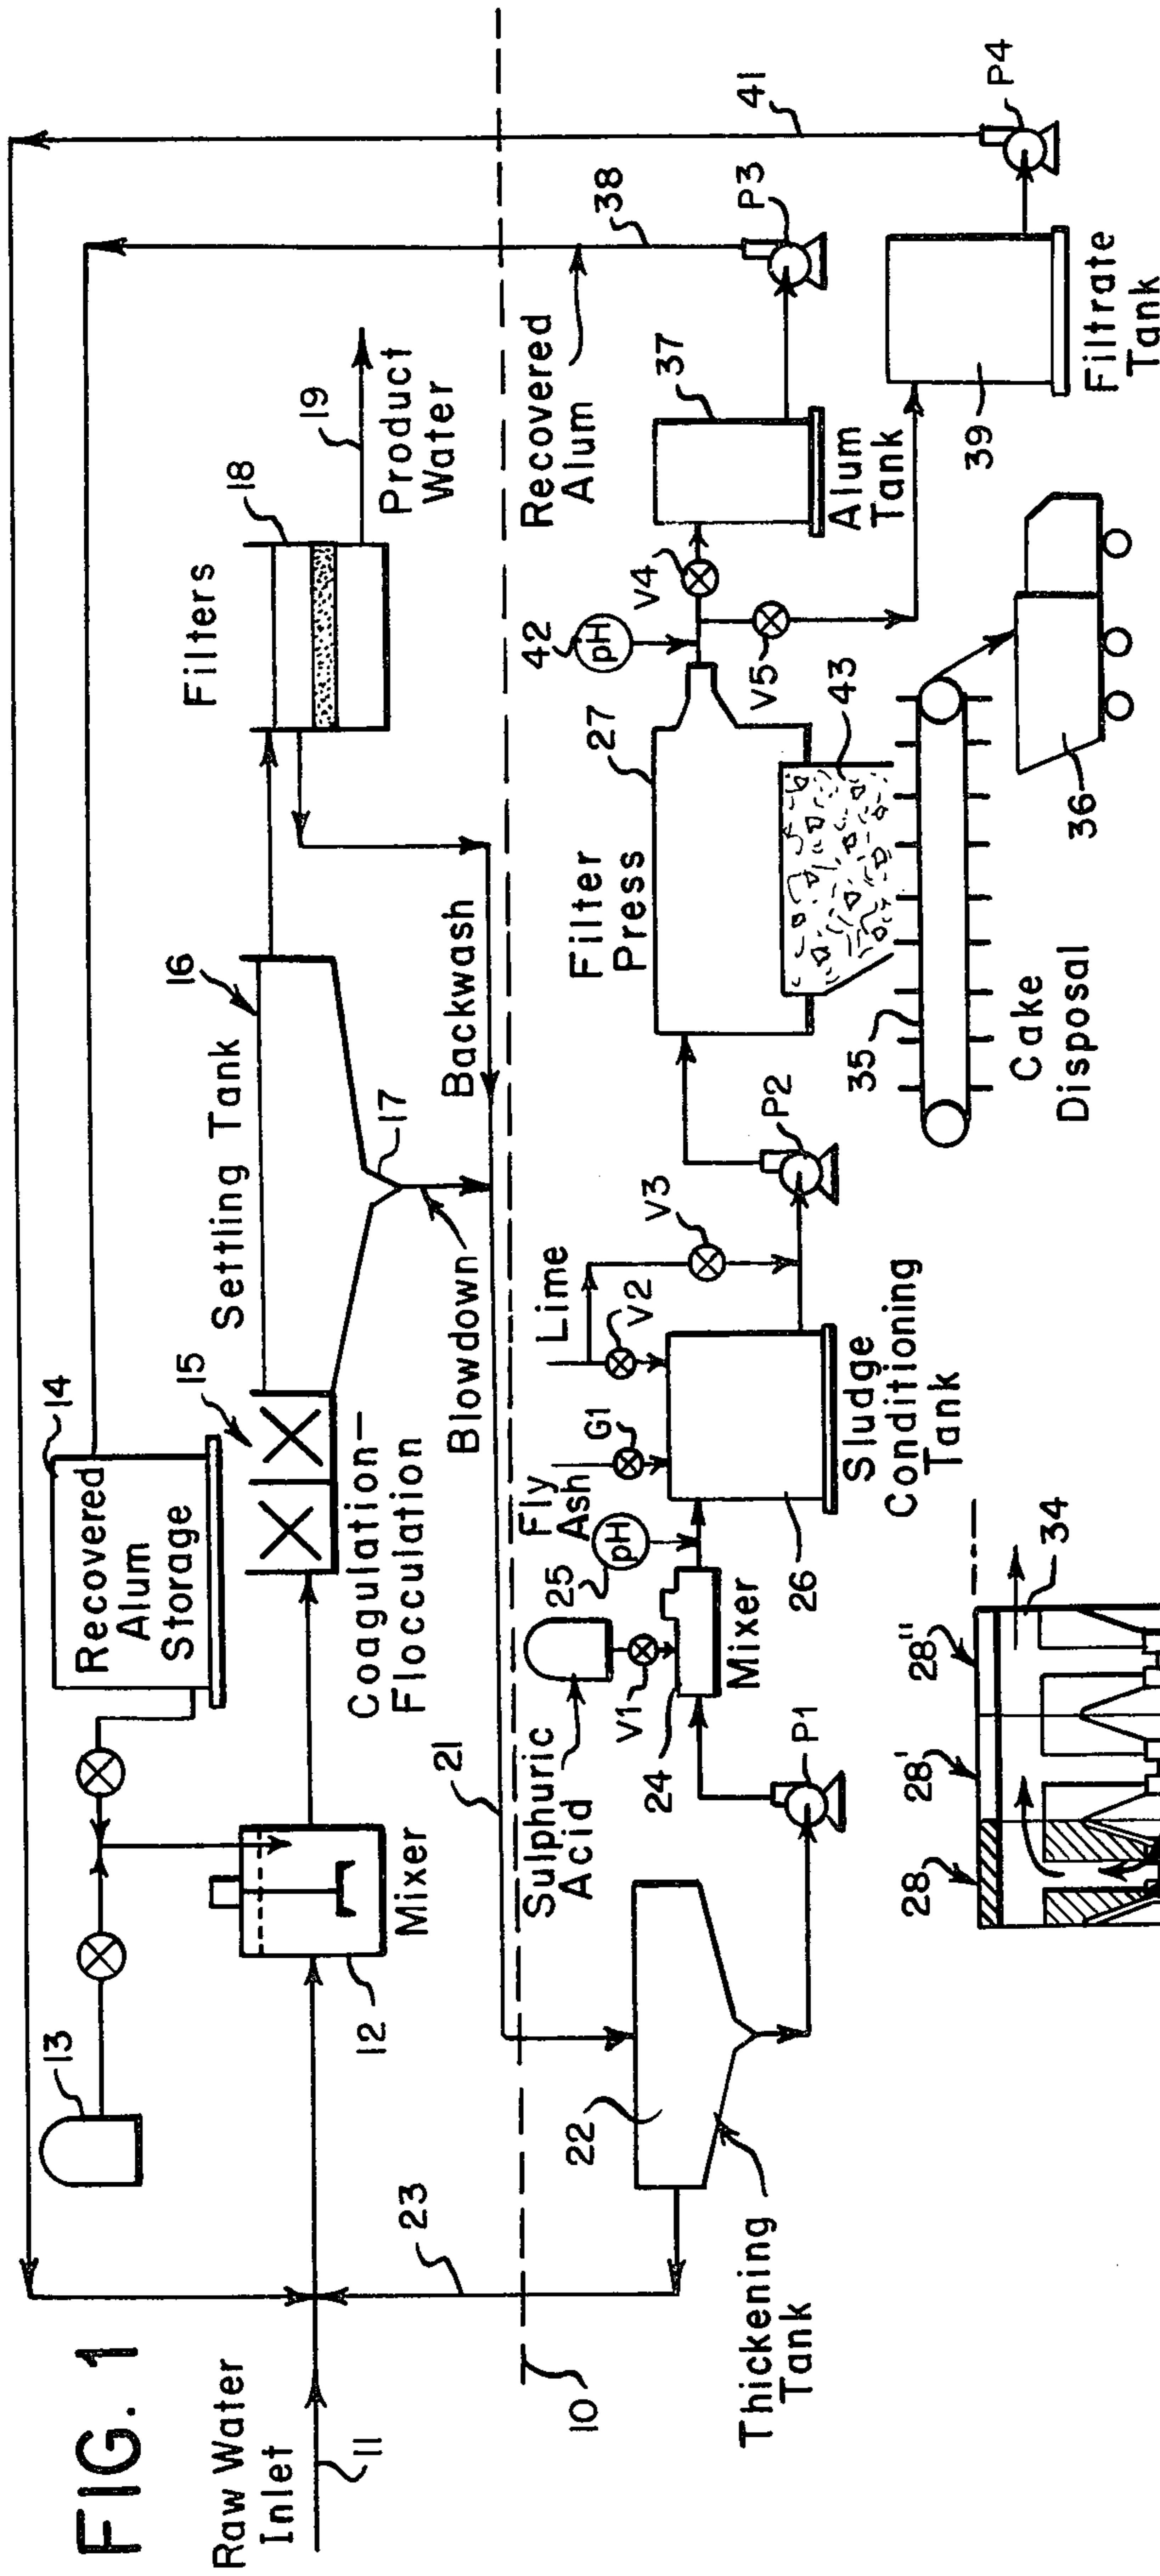 FIG. 1
Raw Water
Inlet
11
13
12
Mixer
14
Recovered
Alum
Storage
15
Coagulation-
Flocculation
Settling Tank
16
17
Blowdown
Backwash
Filters
18
19
Product
Water
10
23
21
22
Thickening
Tank
P1
Sulphuric
Acid
V1
24
Mixer
25
pH
Fly
Ash
G1
Lime
V2
V3
26
Sludge
Conditioning
Tank
P2
Filter
Press
27
43
35
Cake
Disposal
36
42
pH
V4
V5
37
Alum
Tank
Recovered
Alum
38
P3
39
Filtrate
Tank
41
P4
28
28'
28"
34